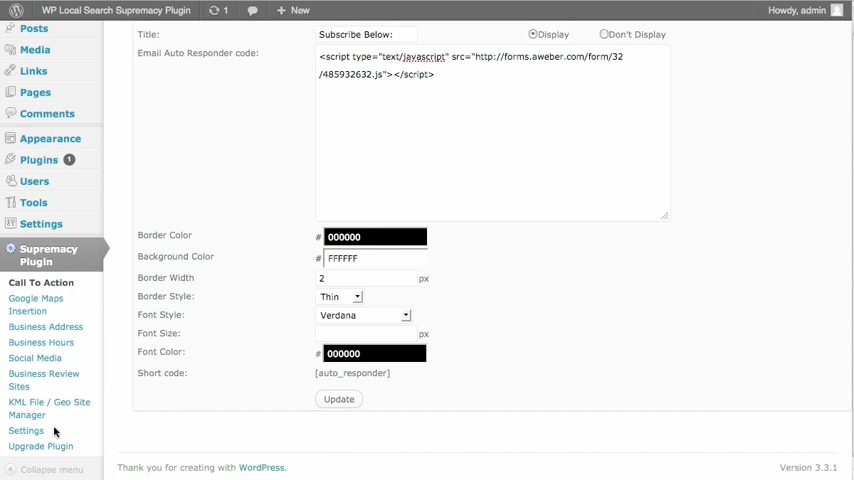 WP Local Search Supremacy Plugin 1 + New Howdy, admin
Posts
Media
Links
Pages
Comments
Appearance
Plugins 1
Users
Tools
Settings
Supremacy
Plugin
Call To Action
Google Maps
Insertion
Business Address
Business Hours
Social Media
Business Review
Sites
KML File / Geo Site
Manager
Settings
Upgrade Plugin
Collapse menu
Title: Subscribe Below: Display Don't Display
Email Auto Responder code: <script type="text/javascript" src="http://forms.aweber.com/form/32
/485932632.js"></script>
Border Color # 000000
Background Color # FFFFFF
Border Width 2 px
Border Style: Thin
Font Style: Verdana
Font Size: px
Font Color: # 000000
Short code: [auto_responder]
Update
Thank you for creating with WordPress. Version 3.3.1